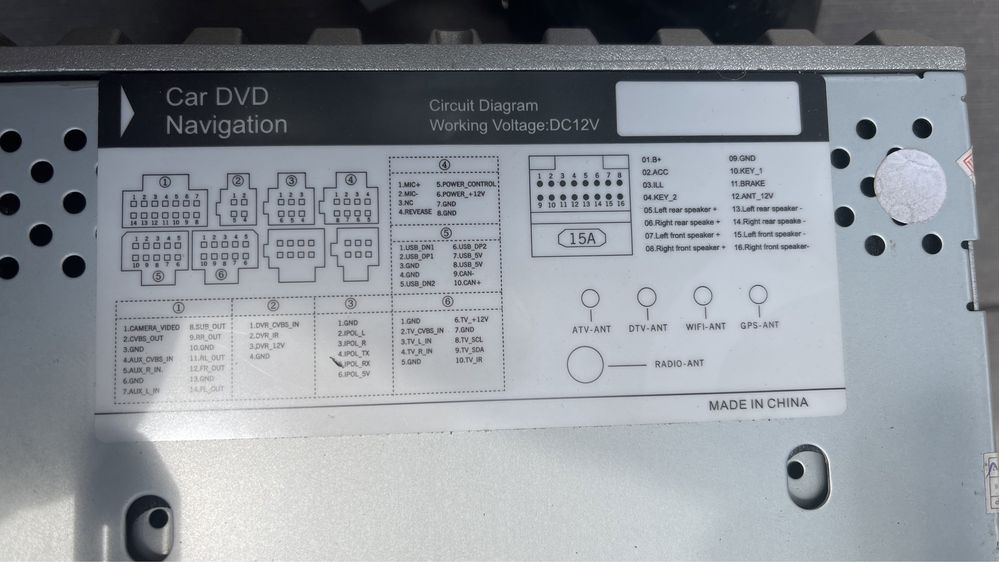 Car DVD
Navigation
Circuit Diagram
Working Voltage:DC12V
①
1 2 3 4 5 6 7
14 13 12 11 10 9 8
②
③
④
1 2 3 4
8 7 6 5
1 2 3 4 5
10 9 8 7 6
⑤
1 2 3 4 5
10 9 8 7 6
⑥
④
1.MIC+ 5.POWER_CONTROL
2.MIC- 6.POWER_+12V
3.NC 7.GND
4.REVEASE 8.GND
⑤
1.USB_DN1 6.USB_DP2
2.USB_DP1 7.USB_5V
3.GND 8.USB_5V
4.GND 9.CAN-
5.USB_DN2 10.CAN+
①
1.CAMERA_VIDEO 8.SUB_OUT
2.CVBS_OUT 9.RR_OUT
3.GND 10.GND
4.AUX_CVBS_IN 11.RL_OUT
5.AUX_R_IN. 12.FR_OUT
6.GND 13.GND
7.AUX_L_IN 14.FL_OUT
②
1.DVR_CVBS_IN
2.DVR_IR
3.DVR_12V
4.GND
③
1.GND
2.IPOL_L
3.IPOL_R
4.IPOL_TX
5.IPOL_RX
6.IPOL_5V
⑥
1.GND 6.TV_+12V
2.TV_CVBS_IN 7.GND
3.TV_L_IN 8.TV_SCL
4.TV_R_IN 9.TV_SDA
5.GND 10.TV_IR
1 2 3 4 5 6 7 8
9 10 11 12 13 14 15 16
15A
01.B+ 09.GND
02.ACC 10.KEY_1
03.ILL 11.BRAKE
04.KEY_2 12.ANT_12V
05.Left rear speaker + 13.Left rear speaker -
06.Right rear speake + 14.Right rear speake -
07.Left front speaker + 15.Left front speaker -
08.Right front speaker + 16.Right front speaker-
ATV-ANT DTV-ANT WIFI-ANT GPS-ANT
RADIO-ANT
MADE IN CHINA